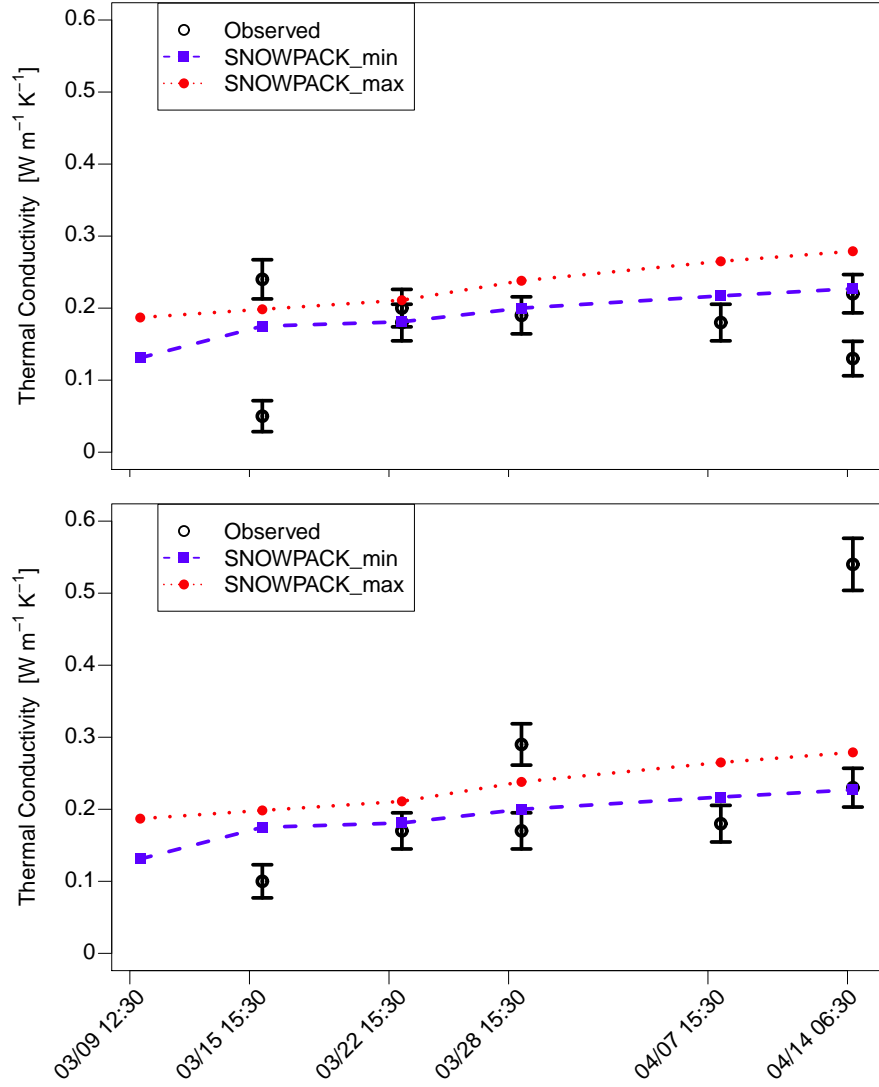 0.6
0.5
0.4
0.3
0.2
0.1
0
Thermal Conductivity [W m⁻¹ K⁻¹]
Observed
SNOWPACK_min
SNOWPACK_max
0.6
0.5
0.4
0.3
0.2
0.1
0
Thermal Conductivity [W m⁻¹ K⁻¹]
Observed
SNOWPACK_min
SNOWPACK_max
03/09 12:30
03/15 15:30
03/22 15:30
03/28 15:30
04/07 15:30
04/14 06:30